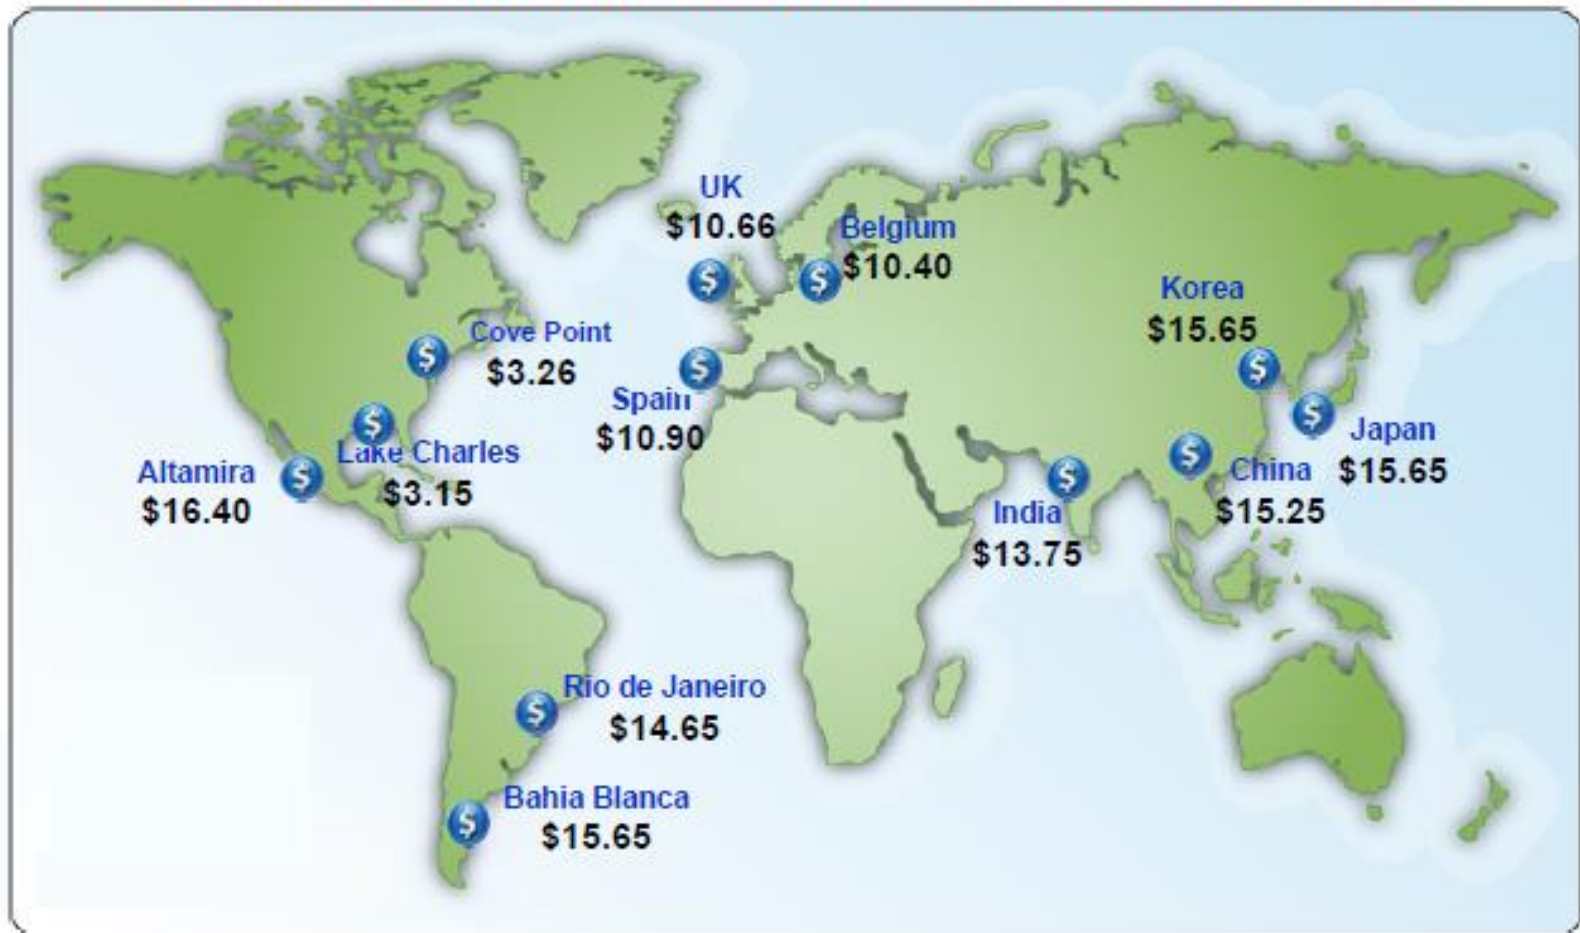 UK
$10.66
Belgium
$10.40
Korea
$15.65
Cove Point
$3.26
Spain
$10.90
Japan
$15.65
Lake Charles
$3.15
Altamira
$16.40
China
$15.25
India
$13.75
Rio de Janeiro
$14.65
Bahia Blanca
$15.65